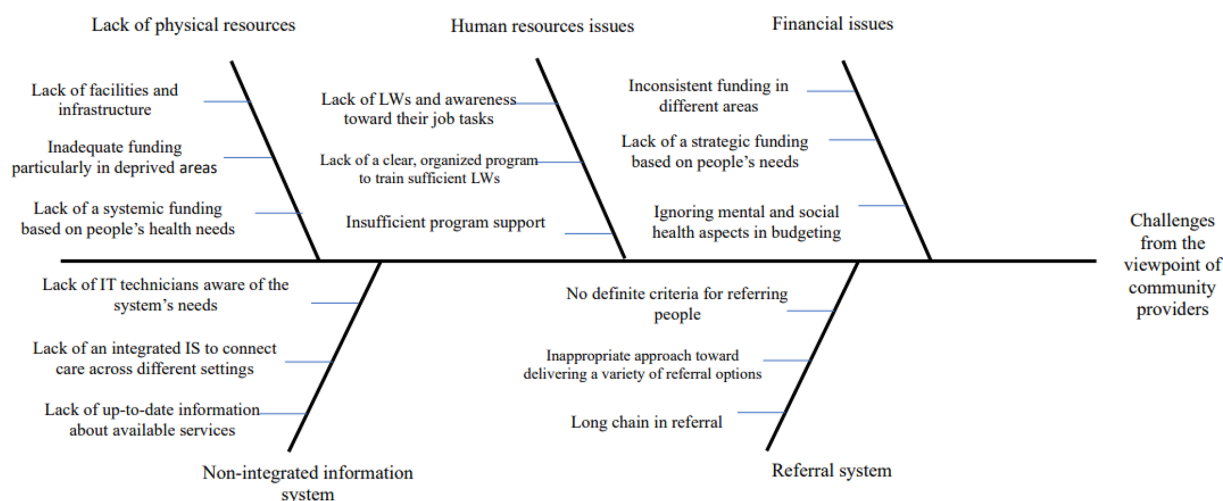 Lack of physical resources
Human resources issues
Financial issues
Lack of facilities and
infrastructure
Inadequate funding
particularly in deprived areas
Lack of a systemic funding
based on people's health needs
Lack of LWs and awareness
toward their job tasks
Lack of a clear, organized program
to train sufficient LWs
Insufficient program support
Inconsistent funding in
different areas
Lack of a strategic funding
based on people's needs
Ignoring mental and social
health aspects in budgeting
Challenges
from the
viewpoint of
community
providers
Lack of IT technicians aware of the
system's needs
Lack of an integrated IS to connect
care across different settings
Lack of up-to-date information
about available services
Non-integrated information
system
No definite criteria for referring
people
Inappropriate approach toward
delivering a variety of referral options
Long chain in referral
Referral system